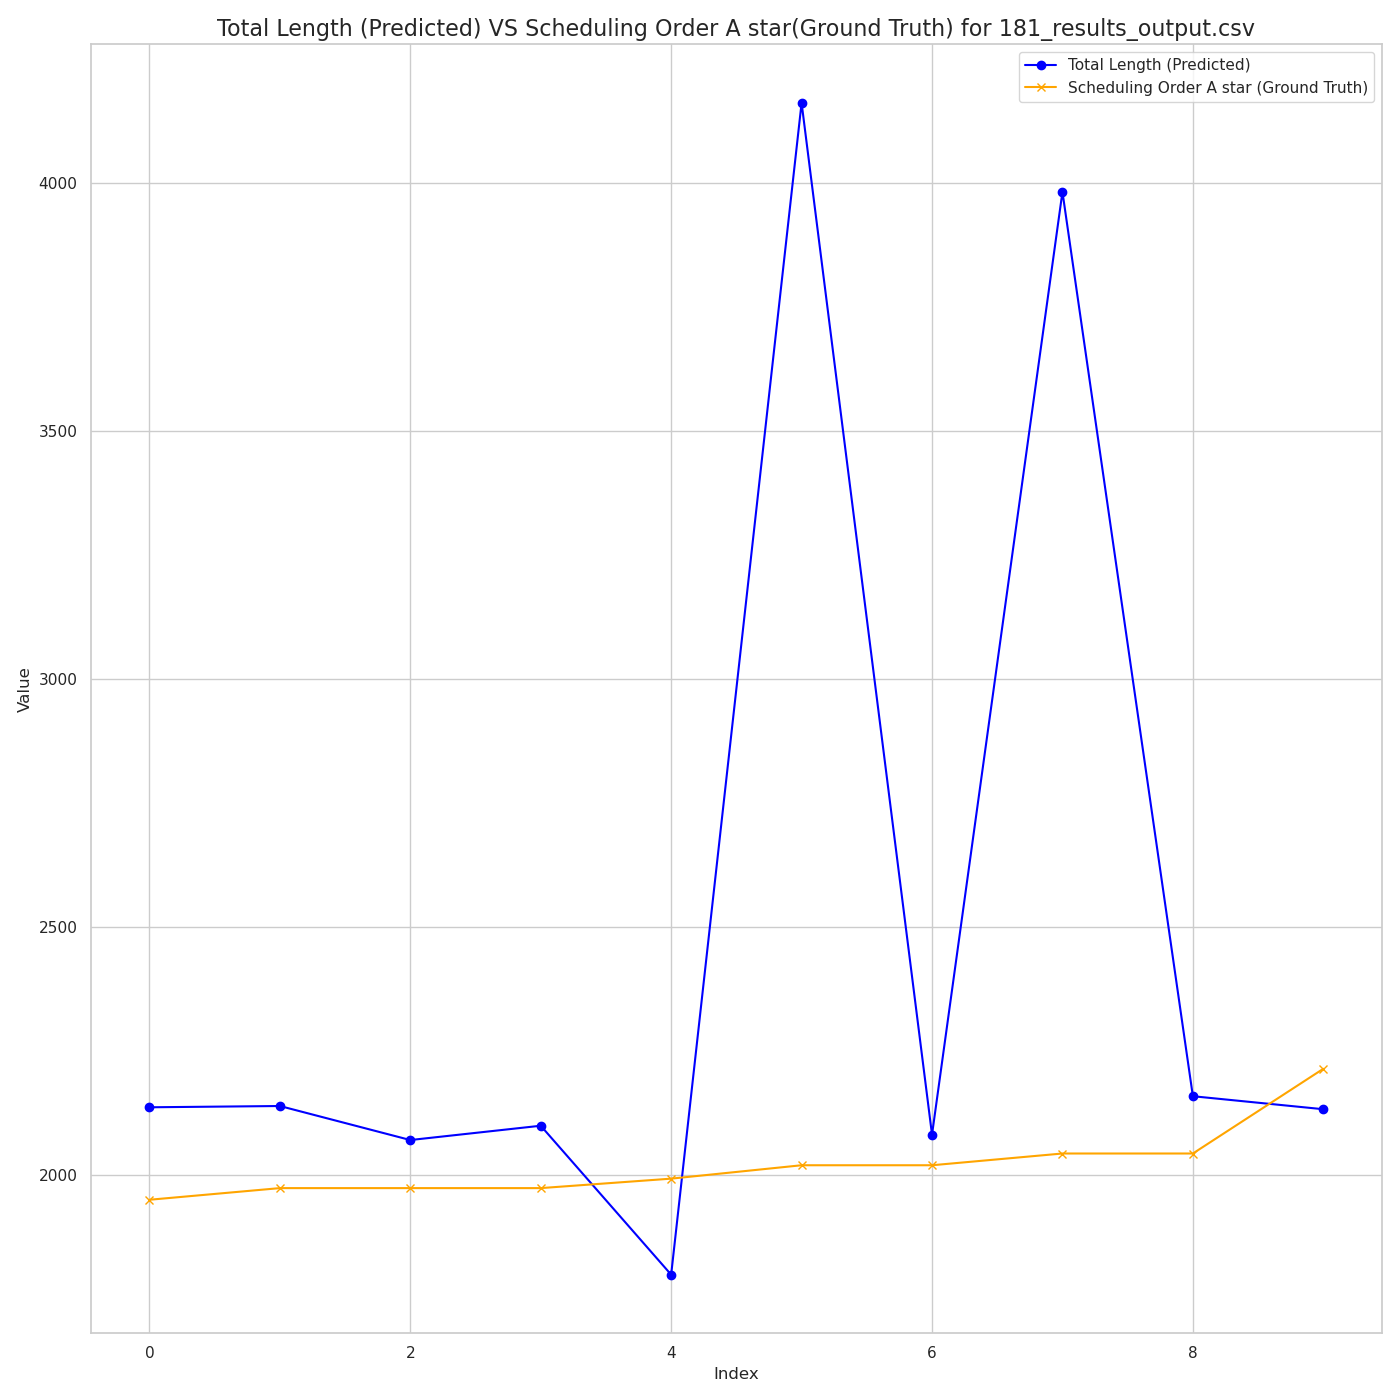 Total Length (Predicted) VS Scheduling Order A star(Ground Truth) for 181_results_output.csv
Total Length (Predicted)
Scheduling Order A star (Ground Truth)
4000
3500
3000
2500
2000
Value
0 2 4 6 8
Index